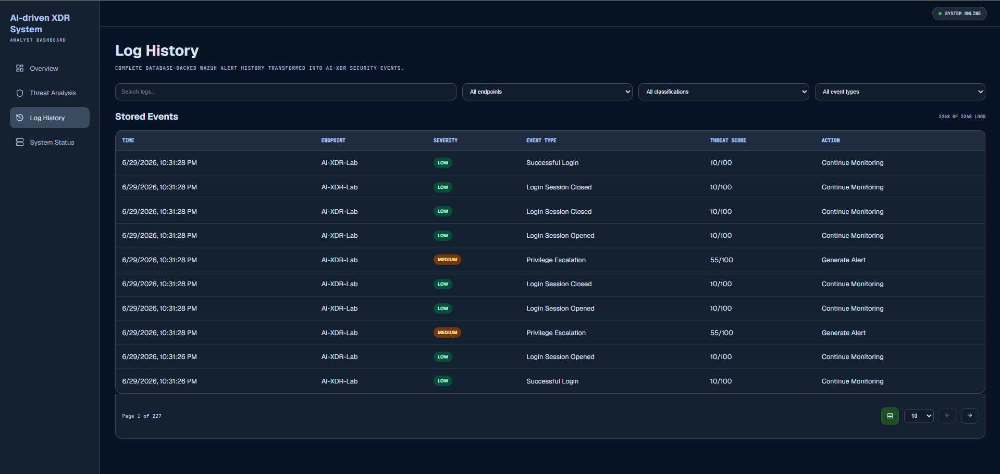 AI-driven XDR
System
ANALYST DASHBOARD
Overview
Threat Analysis
Log History
System Status
SYSTEM ONLINE
Log History
COMPLETE DATABASE-BACKED WAZUH ALERT HISTORY TRANSFORMED INTO AI-XDR SECURITY EVENTS.
Search logs...
All endpoints
All classifications
All event types
Stored Events
2268 OF 2268 LOGS
TIME ENDPOINT SEVERITY EVENT TYPE THREAT SCORE ACTION
6/29/2026, 10:31:28 PM AI-XDR-Lab LOW Successful Login 10/100 Continue Monitoring
6/29/2026, 10:31:28 PM AI-XDR-Lab LOW Login Session Closed 10/100 Continue Monitoring
6/29/2026, 10:31:28 PM AI-XDR-Lab LOW Login Session Closed 10/100 Continue Monitoring
6/29/2026, 10:31:28 PM AI-XDR-Lab LOW Login Session Opened 10/100 Continue Monitoring
6/29/2026, 10:31:28 PM AI-XDR-Lab MEDIUM Privilege Escalation 55/100 Generate Alert
6/29/2026, 10:31:28 PM AI-XDR-Lab LOW Login Session Closed 10/100 Continue Monitoring
6/29/2026, 10:31:28 PM AI-XDR-Lab LOW Login Session Opened 10/100 Continue Monitoring
6/29/2026, 10:31:28 PM AI-XDR-Lab MEDIUM Privilege Escalation 55/100 Generate Alert
6/29/2026, 10:31:26 PM AI-XDR-Lab LOW Login Session Opened 10/100 Continue Monitoring
6/29/2026, 10:31:26 PM AI-XDR-Lab LOW Successful Login 10/100 Continue Monitoring
Page 1 of 227
10